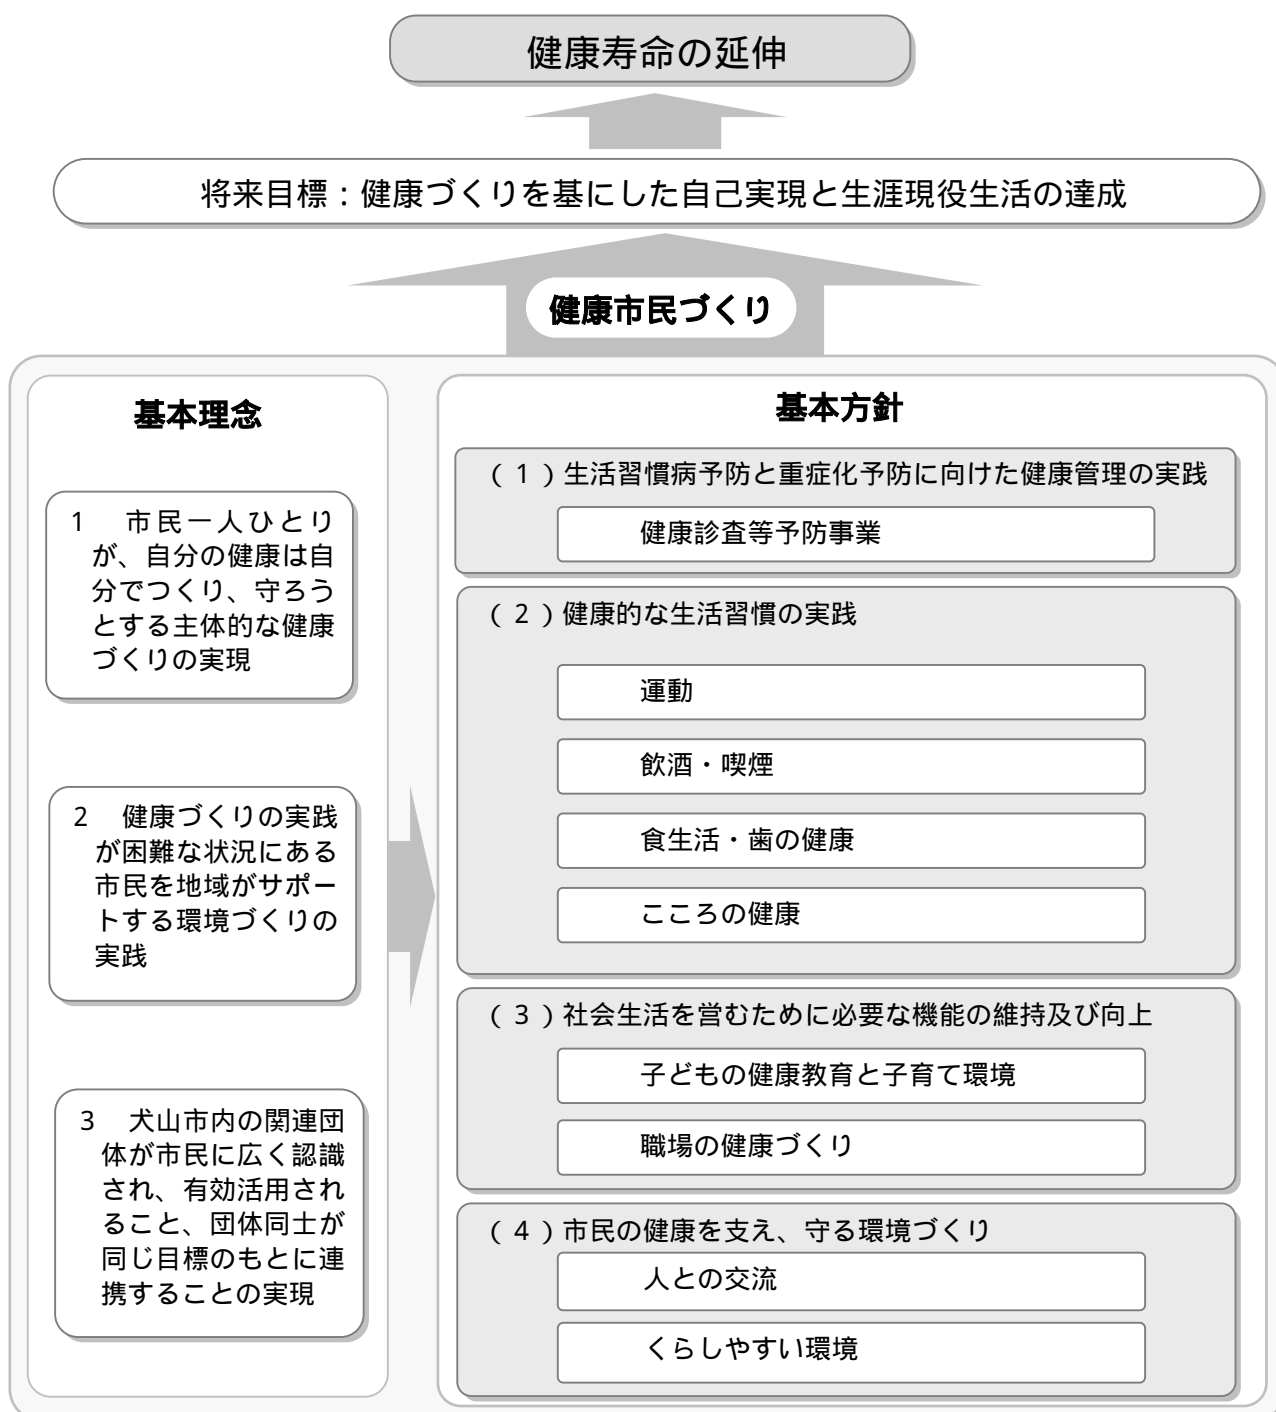 健康寿命の延伸
将来目標：健康づくりを基にした自己実現と生涯現役生活の達成
健康市民づくり
基本理念
1　市民一人ひとり
が、自分の健康は自
分でつくり、守ろう
とする主体的な健康
づくりの実現
2　健康づくりの実践
が困難な状況にある
市民を地域がサポー
トする環境づくりの
実践
3　犬山市内の関連団
体が市民に広く認識
され、有効活用され
ること、団体同士が
同じ目標のもとに連
携することの実現
基本方針
（1）生活習慣病予防と重症化予防に向けた健康管理の実践
健康診査等予防事業
（2）健康的な生活習慣の実践
運動
飲酒・喫煙
食生活・歯の健康
こころの健康
（3）社会生活を営むために必要な機能の維持及び向上
子どもの健康教育と子育て環境
職場の健康づくり
（4）市民の健康を支え、守る環境づくり
人との交流
くらしやすい環境